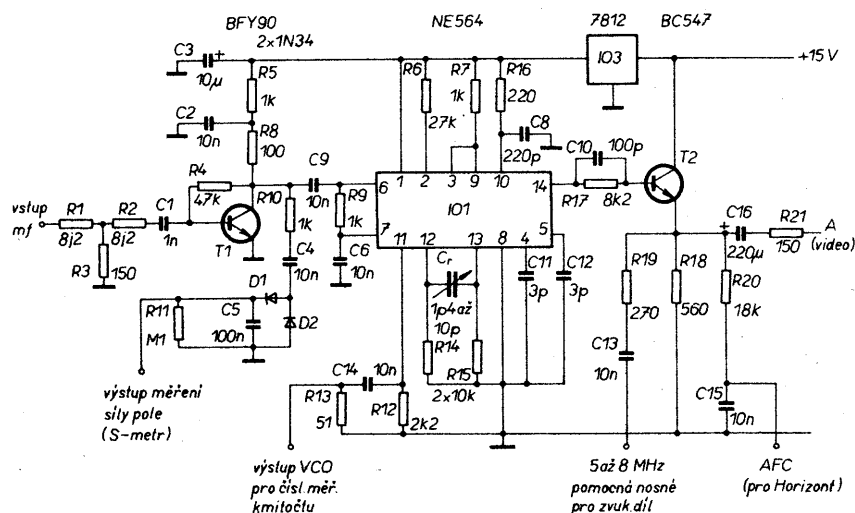 BFY90
NE564
7812
BC547
2x1N34
C3
10μ
+
R5
1k
R6
27k
R7
1k
R16
220
IO3
+15V
C2
10n
R8
100
C8
220p
C10
100p
T2
R4
47k
C9
10n
R9
1k
6
7
1
2
3
9
10
14
5
IO1
11
12
13
8
4
R17
8k2
vstup
mf
R1
8j2
R2
8j2
C1
1n
T1
R10
1k
R3
150
C4
10n
C6
10n
Cr
1p4 až
10p
C11
3p
C12
3p
+
C16
220μ
R21
150
A
(video)
R19
270
R18
560
R20
18k
D1
D2
R11
M1
C5
100n
R14
R15
2x10k
C13
10n
C14
10n
R13
51
R12
2k2
C15
10n
výstup měření
síly pole
(S-metr)
výstup VCO
pro čísl. měř.
kmitočtu
5 až 8 MHz
pomocná nosné
pro zvuk. díl
AFC
(pro Horizont)